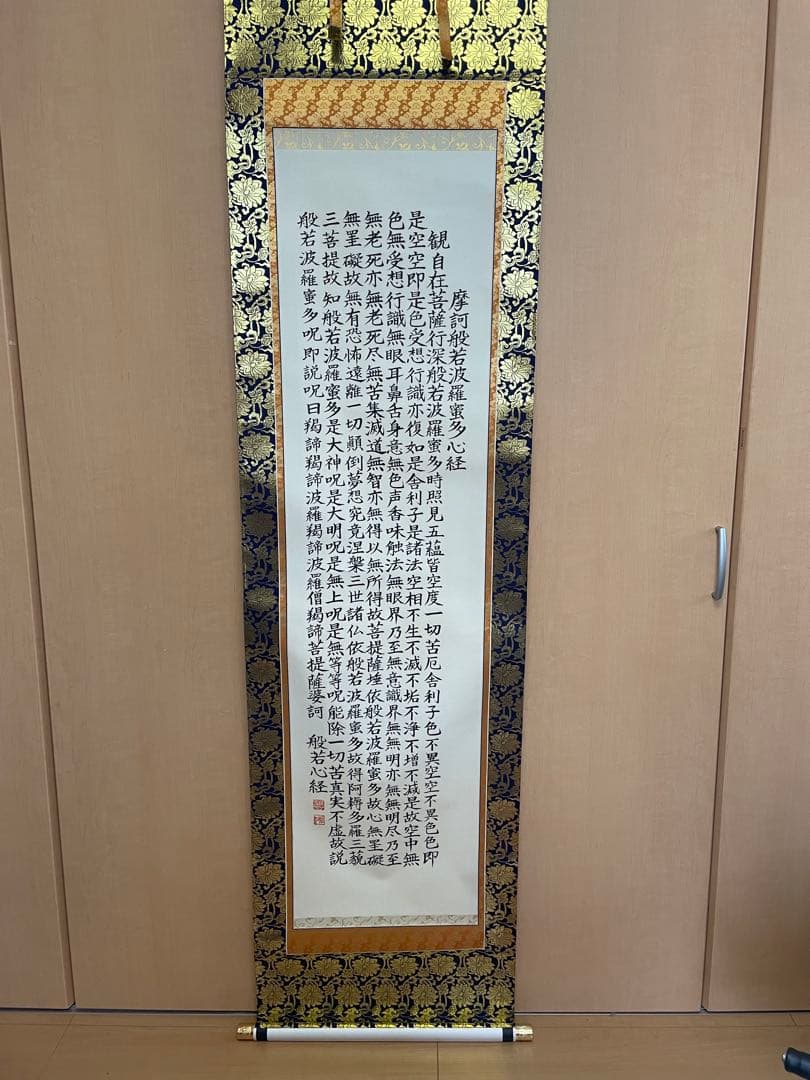 摩訶般若波羅蜜多心経
観自在菩薩行深般若波羅蜜多時照見五蘊皆空度一切苦厄舎利子色不異空空不異色色即
是空空即是色受想行識亦復如是舎利子是諸法空相不生不滅不垢不浄不増不減是故空中無
色無受想行識無眼耳鼻舌身意無色声香味触法無眼界乃至無意識界無無明亦無無明尽乃至
無老死亦無老死尽無苦集滅道無智亦無得以無所得故菩提薩埵依般若波羅蜜多故心無罣礙
無罣礙故無有恐怖遠離一切顛倒夢想究竟涅槃三世諸仏依般若波羅蜜多故得阿耨多羅三藐
三菩提故知般若波羅蜜多是大神呪是大明呪是無上呪是無等等呪能除一切苦真実不虚故説
般若波羅蜜多呪即説呪曰羯諦羯諦波羅羯諦波羅僧羯諦菩提薩婆訶　般若心経